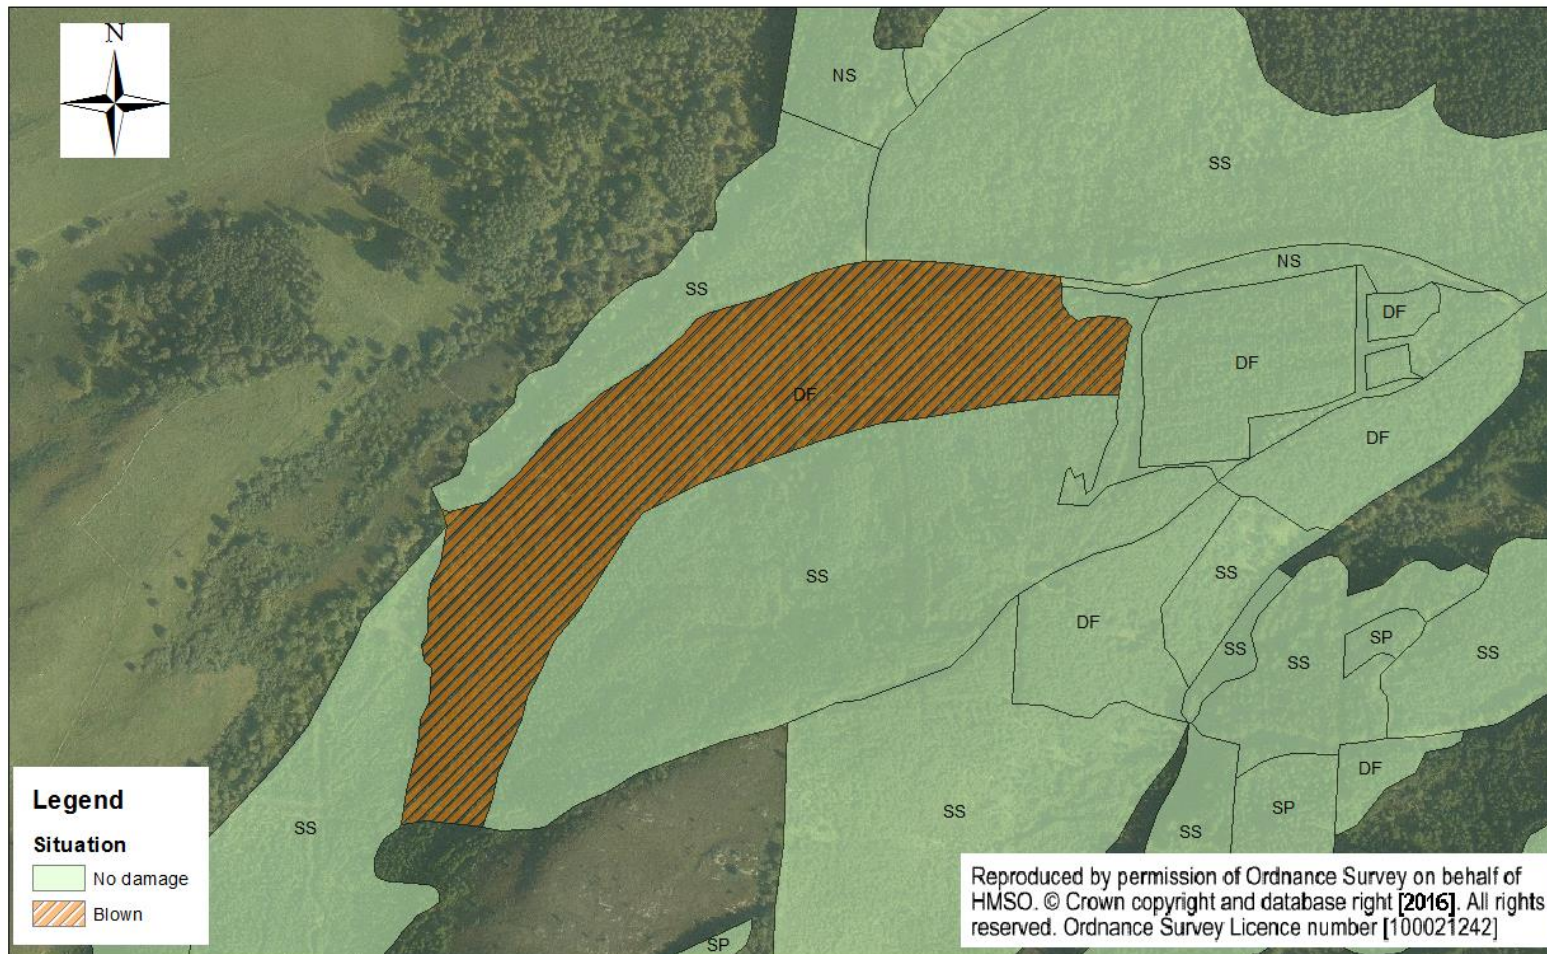 N
NS
SS
NS
SS
DF
DF
DF
DF
SS
SS
DF
SP
SS
SS
SS
DF
SS
SP
SS
SS
SP
Legend
Situation
No damage
Blown
Reproduced by permission of Ordnance Survey on behalf of
HMSO. © Crown copyright and database right [2016]. All rights
reserved. Ordnance Survey Licence number [100021242]